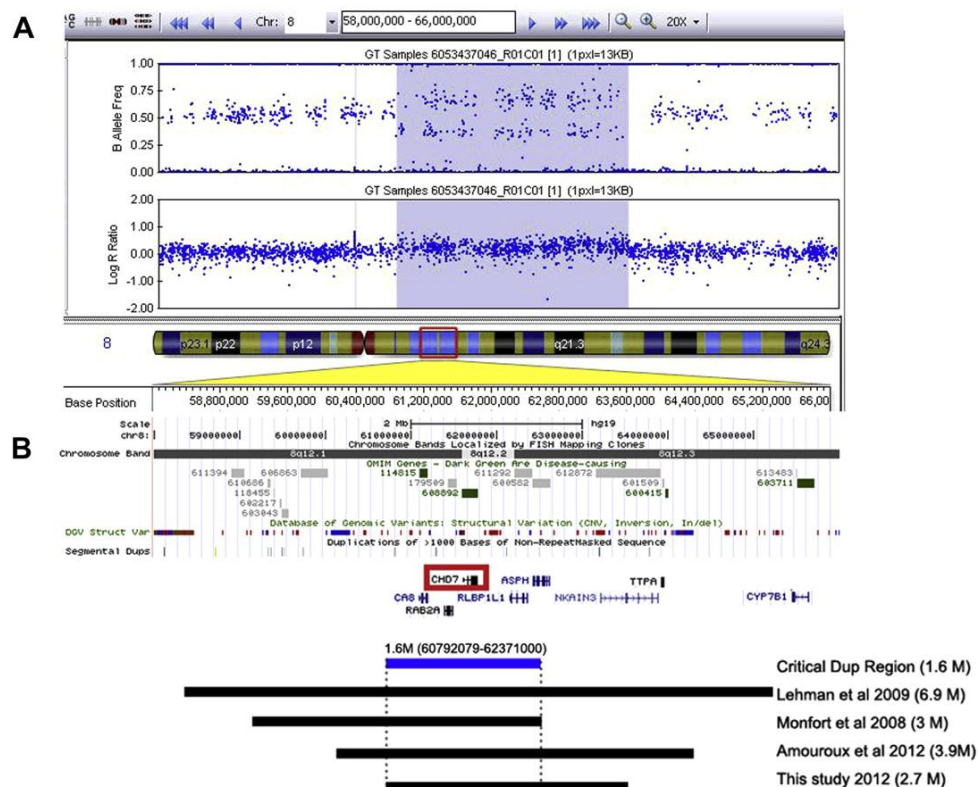 A
Chr: 8
58,000,000 - 66,000,000
20X
GT Samples 6053437046_R01C01 [1] (1pxl=13KB)
B Allele Freq
1.00
0.75
0.50
0.25
0.00
GT Samples 6053437046_R01C01 [1] (1pxl=13KB)
Log R Ratio
2.00
1.00
0.00
-1.00
-2.00
8
p23.1 p22 p12 q21.3 q24.3
Base Position
58,800,000 59,600,000 60,400,000 61,200,000 62,000,000 62,800,000 63,600,000 64,400,000 65,200,000 66,00
B
Scale 2 Mb hg19
chr8: 59000000 60000000 61000000 62000000 63000000 64000000 65000000
Chromosome Bands Localized by FISH Mapping Clones
Chromosome Band 8q12.1 8q12.2 8q12.3
OMIM Genes - Dark Green Are Disease-causing
611394 606863 114815 611292 612872 613483
610686 179509 600582 601509 603711
118455 608892 600415
602217
603043
Database of Genomic Variants: Structural Variation (CNV, Inversion, In/del)
DGV Struct Var
Duplications of >1000 Bases of Non-RepeatMasked Sequence
Segmental Dups
CHD7 ASPH TTPA
CA8 RLBP1L1 NKAIN3 CYP7B1
RAB2A
1.6M (60792079-62371000)
Critical Dup Region (1.6 M)
Lehman et al 2009 (6.9 M)
Monfort et al 2008 (3 M)
Amouroux et al 2012 (3.9M)
This study 2012 (2.7 M)